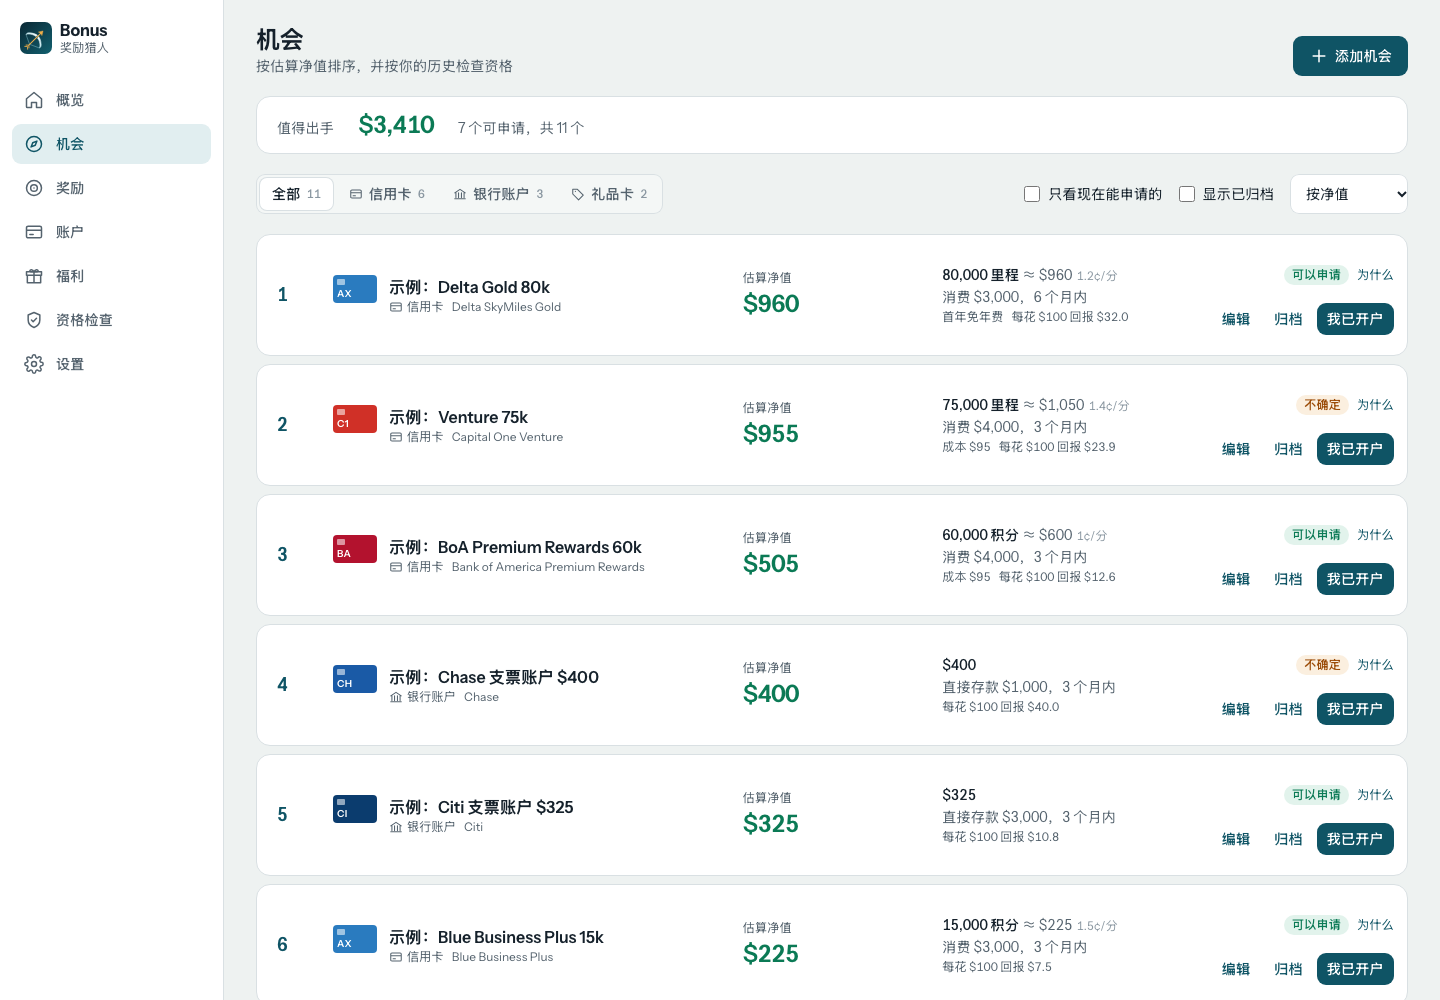 Bonus
奖励猎人
概览
机会
奖励
账户
福利
资格检查
设置
机会
按估算净值排序，并按你的历史检查资格
添加机会
值得出手 $3,410 7 个可申请，共 11 个
全部 11 信用卡 6 银行账户 3 礼品卡 2
只看现在能申请的 显示已归档 按净值
1
AX
示例：Delta Gold 80k
信用卡 Delta SkyMiles Gold
估算净值
$960
80,000 里程 ≈ $960 1.2¢/分
消费 $3,000，6 个月内
首年免年费 每花 $100 回报 $32.0
可以申请 为什么
编辑 归档 我已开户
2
C1
示例：Venture 75k
信用卡 Capital One Venture
估算净值
$955
75,000 里程 ≈ $1,050 1.4¢/分
消费 $4,000，3 个月内
成本 $95 每花 $100 回报 $23.9
不确定 为什么
编辑 归档 我已开户
3
BA
示例：BoA Premium Rewards 60k
信用卡 Bank of America Premium Rewards
估算净值
$505
60,000 积分 ≈ $600 1¢/分
消费 $4,000，3 个月内
成本 $95 每花 $100 回报 $12.6
可以申请 为什么
编辑 归档 我已开户
4
CH
示例：Chase 支票账户 $400
银行账户 Chase
估算净值
$400
$400
直接存款 $1,000，3 个月内
每花 $100 回报 $40.0
不确定 为什么
编辑 归档 我已开户
5
CI
示例：Citi 支票账户 $325
银行账户 Citi
估算净值
$325
$325
直接存款 $3,000，3 个月内
每花 $100 回报 $10.8
可以申请 为什么
编辑 归档 我已开户
6
AX
示例：Blue Business Plus 15k
信用卡 Blue Business Plus
估算净值
$225
15,000 积分 ≈ $225 1.5¢/分
消费 $3,000，3 个月内
每花 $100 回报 $7.5
可以申请 为什么
编辑 归档 我已开户